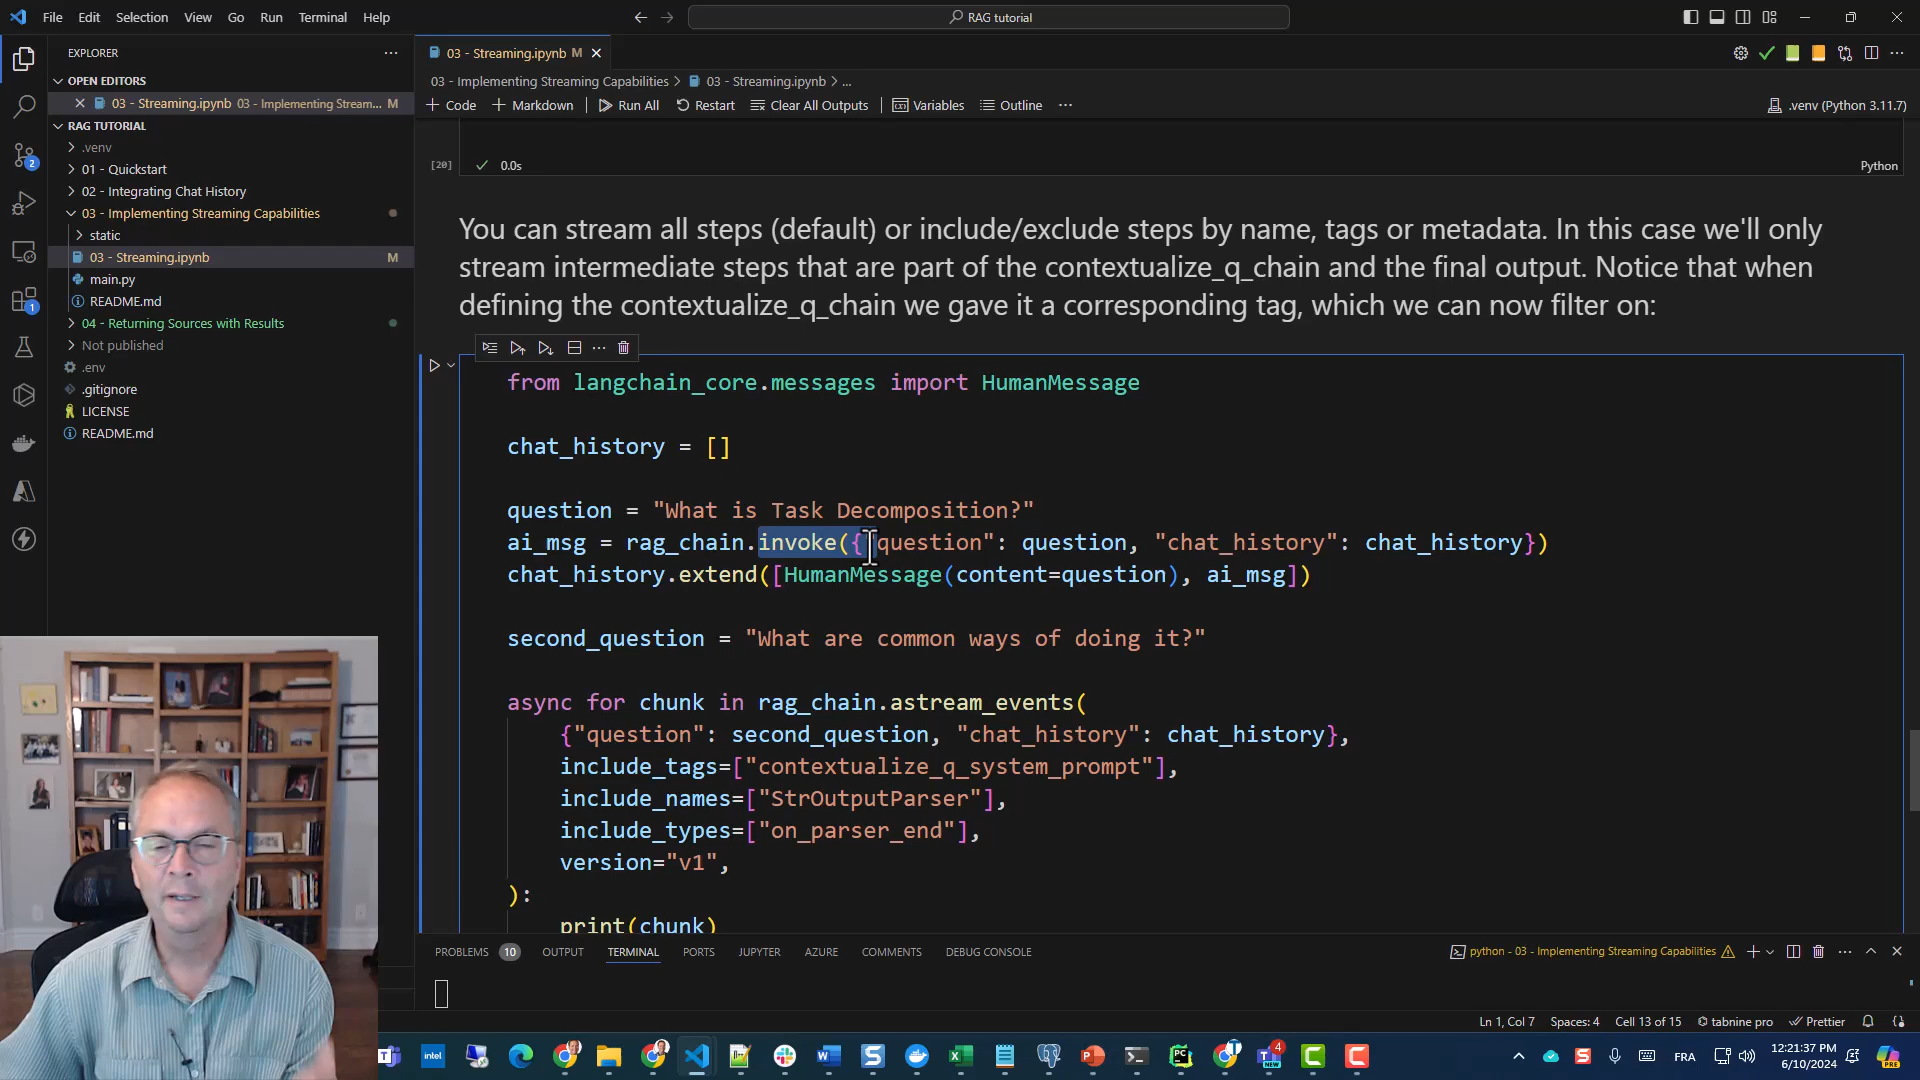 File Edit Selection View Go Run Terminal Help
RAG tutorial
EXPLORER
OPEN EDITORS
03 - Streaming.ipynb 03 - Implementing Stream... M
RAG TUTORIAL
.venv
01 - Quickstart
02 - Integrating Chat History
03 - Implementing Streaming Capabilities
static
03 - Streaming.ipynb M
main.py
README.md
04 - Returning Sources with Results
Not published
.env
.gitignore
LICENSE
README.md
2
1
03 - Streaming.ipynb M
03 - Implementing Streaming Capabilities > 03 - Streaming.ipynb > ...
+ Code + Markdown Run All Restart Clear All Outputs Variables Outline ...
.venv (Python 3.11.7)
[20] 0.0s Python
You can stream all steps (default) or include/exclude steps by name, tags or metadata. In this case we'll only
stream intermediate steps that are part of the contextualize_q_chain and the final output. Notice that when
defining the contextualize_q_chain we gave it a corresponding tag, which we can now filter on:
from langchain_core.messages import HumanMessage
chat_history = []
question = "What is Task Decomposition?"
ai_msg = rag_chain.invoke({"question": question, "chat_history": chat_history})
chat_history.extend([HumanMessage(content=question), ai_msg])
second_question = "What are common ways of doing it?"
async for chunk in rag_chain.astream_events(
{"question": second_question, "chat_history": chat_history},
include_tags=["contextualize_q_system_prompt"],
include_names=["StrOutputParser"],
include_types=["on_parser_end"],
version="v1",
):
print(chunk)
PROBLEMS 10 OUTPUT TERMINAL PORTS JUPYTER AZURE COMMENTS DEBUG CONSOLE
python - 03 - Implementing Streaming Capabilities
Ln 1, Col 7 Spaces: 4 Cell 13 of 15 tabnine pro Prettier
intel
4
FRA
12:21:37 PM
6/10/2024
PRE